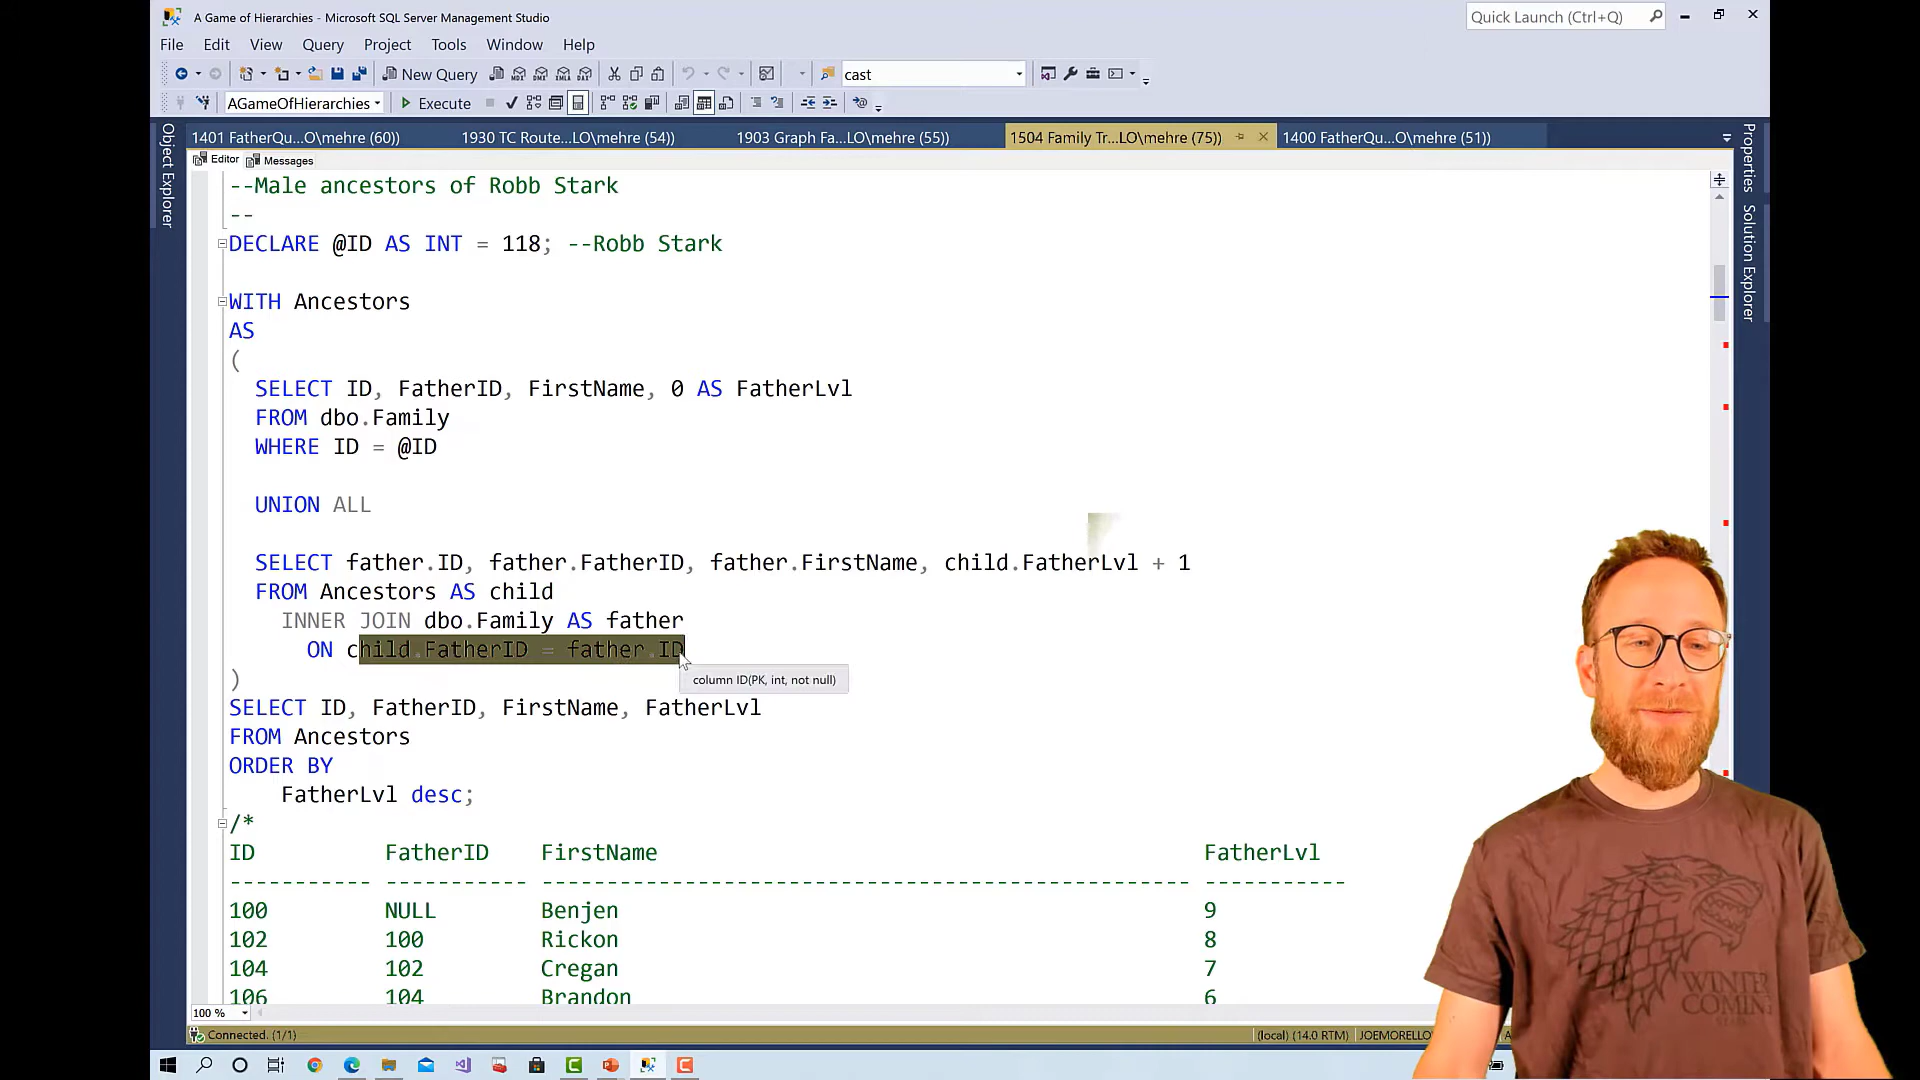 A Game of Hierarchies - Microsoft SQL Server Management Studio
Quick Launch (Ctrl+Q)
File Edit View Query Project Tools Window Help
New Query
cast
AGameOfHierarchies
Execute
1401 FatherQu...O\mehre (60))
1930 TC Route...LO\mehre (54))
1903 Graph Fa...LO\mehre (55))
1504 Family Tr...LO\mehre (75))
1400 FatherQu...O\mehre (51))
Object Explorer
Properties
Solution Explorer
Editor
Messages
--Male ancestors of Robb Stark
--
DECLARE @ID AS INT = 118; --Robb Stark
WITH Ancestors
AS
(
SELECT ID, FatherID, FirstName, 0 AS FatherLvl
FROM dbo.Family
WHERE ID = @ID
UNION ALL
SELECT father.ID, father.FatherID, father.FirstName, child.FatherLvl + 1
FROM Ancestors AS child
INNER JOIN dbo.Family AS father
ON child.FatherID = father.ID
column ID(PK, int, not null)
)
SELECT ID, FatherID, FirstName, FatherLvl
FROM Ancestors
ORDER BY
FatherLvl desc;
/*
ID FatherID FirstName FatherLvl
----------- ----------- -------------------------------------------------- -----------
100 NULL Benjen 9
102 100 Rickon 8
104 102 Cregan 7
106 104 Brandon 6
WINTER
COMING
100 %
Connected. (1/1)
(local) (14.0 RTM)
JOEMORELLO